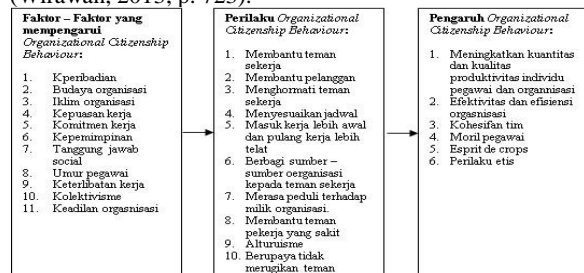 (Wirawan, 2013, p. 723).
Faktor – Faktor yang
mempengarui
Organizational Citizenship
Behaviour:
1. Kperibadian
2. Budaya organisasi
3. Iklim organisasi
4. Kepuasan kerja
5. Komitmen kerja
6. Kepemimpinan
7. Tanggung jawab
social
8. Umur pegawai
9. Keterlibatan kerja
10. Kolektivisme
11. Keadilan orgasnisasi
Perilaku Organizational
Citizenship Behaviour:
1. Membantu teman
sekerja
2. Membantu pelanggan
3. Menghormati teman
sekerja
4. Menyesuaikan jadwal
5. Masuk kerja lebih awal
dan pulang kerja lebih
telat
6. Berbagi sumber –
sumber oerganisasi
kepada teman sekerja
7. Merasa peduli terhadap
milik organisasi.
8. Membantu teman
pekerja yang sakit
9. Alturuisme
10. Berupaya tidak
merugikan teman
Pengaruh Organizational
Citizenship Behaviour:
1. Meningkatkan kuantitas
dan kualitas
produktivitas individu
pegawai dan organnisasi
2. Efektivitas dan efisiensi
orgasnisasi
3. Kohesifan tim
4. Moril pegawai
5. Esprit de crops
6. Perilaku etis